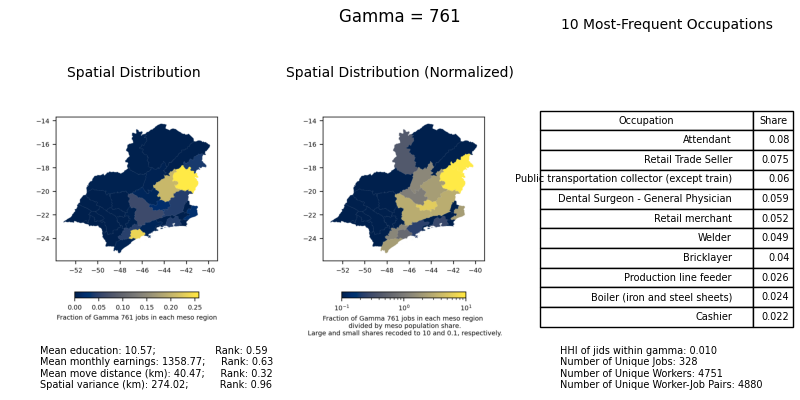 Gamma = 761
10 Most-Frequent Occupations
Spatial Distribution
Spatial Distribution (Normalized)
−14
−16
−18
−20
−22
−24
−52 −50 −48 −46 −44 −42 −40
0.00 0.05 0.10 0.15 0.20 0.25
Fraction of Gamma 761 jobs in each meso region
−14
−16
−18
−20
−22
−24
−52 −50 −48 −46 −44 −42 −40
10⁻¹ 10⁰ 10¹
Fraction of Gamma 761 jobs in each meso region
divided by meso population share.
Large and small shares recoded to 10 and 0.1, respectively.
Occupation Share
Attendant 0.08
Retail Trade Seller 0.075
Public transportation collector (except train) 0.06
Dental Surgeon - General Physician 0.059
Retail merchant 0.052
Welder 0.049
Bricklayer 0.04
Production line feeder 0.026
Boiler (iron and steel sheets) 0.024
Cashier 0.022
Mean education: 10.57; Rank: 0.59
Mean monthly earnings: 1358.77; Rank: 0.63
Mean move distance (km): 40.47; Rank: 0.32
Spatial variance (km): 274.02; Rank: 0.96
HHI of jids within gamma: 0.010
Number of Unique Jobs: 328
Number of Unique Workers: 4751
Number of Unique Worker-Job Pairs: 4880